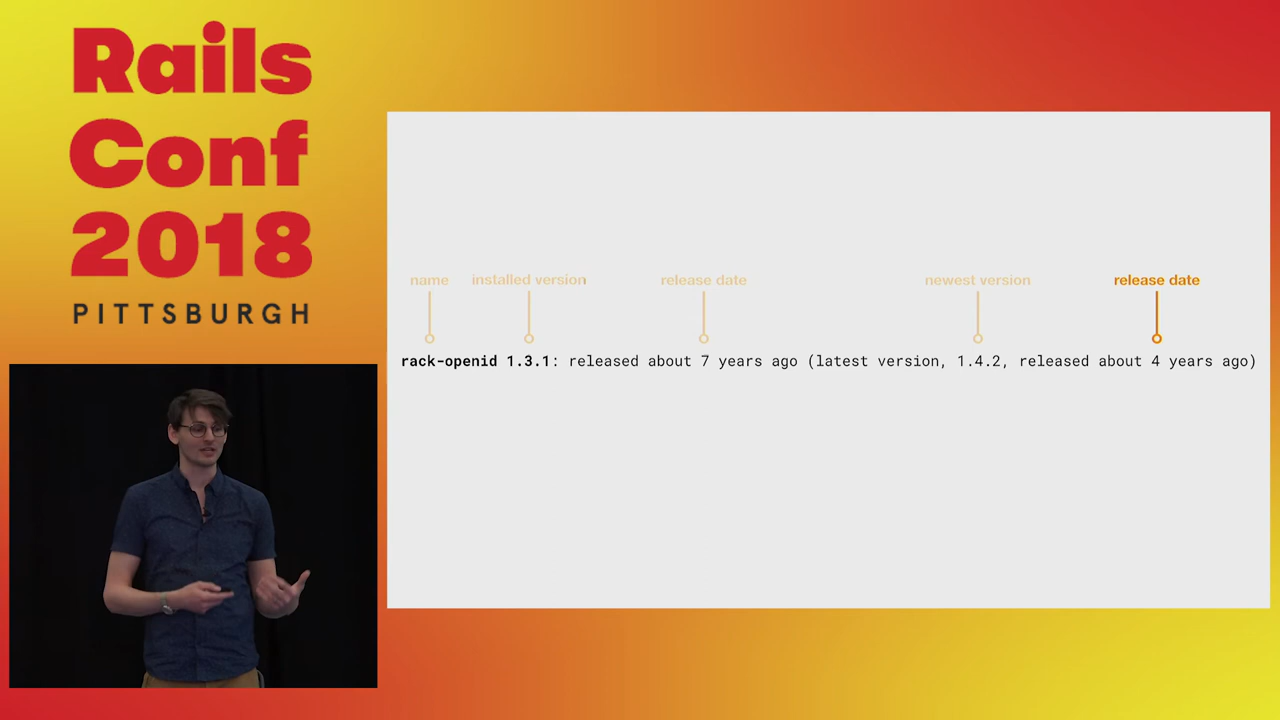 Rails
Conf
2018
PITTSBURGH
name installed version release date newest version release date
rack-openid 1.3.1: released about 7 years ago (latest version, 1.4.2, released about 4 years ago)